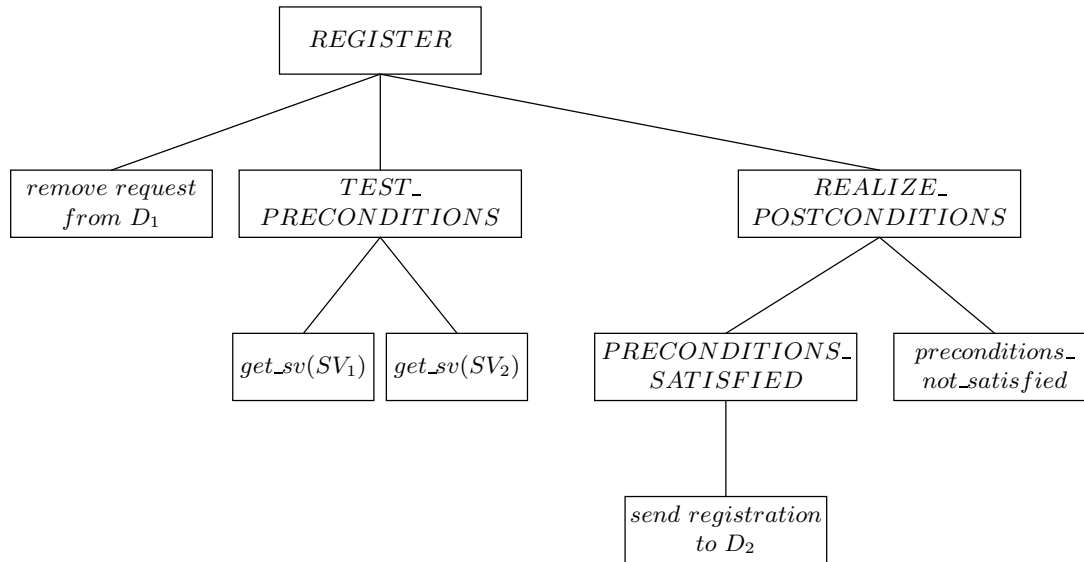 REGISTER
remove request
from D₁
TEST_
PRECONDITIONS
REALIZE_
POSTCONDITIONS
get_sv(SV₁)
get_sv(SV₂)
PRECONDITIONS_
SATISFIED
preconditions_
not_satisfied
send registration
to D₂